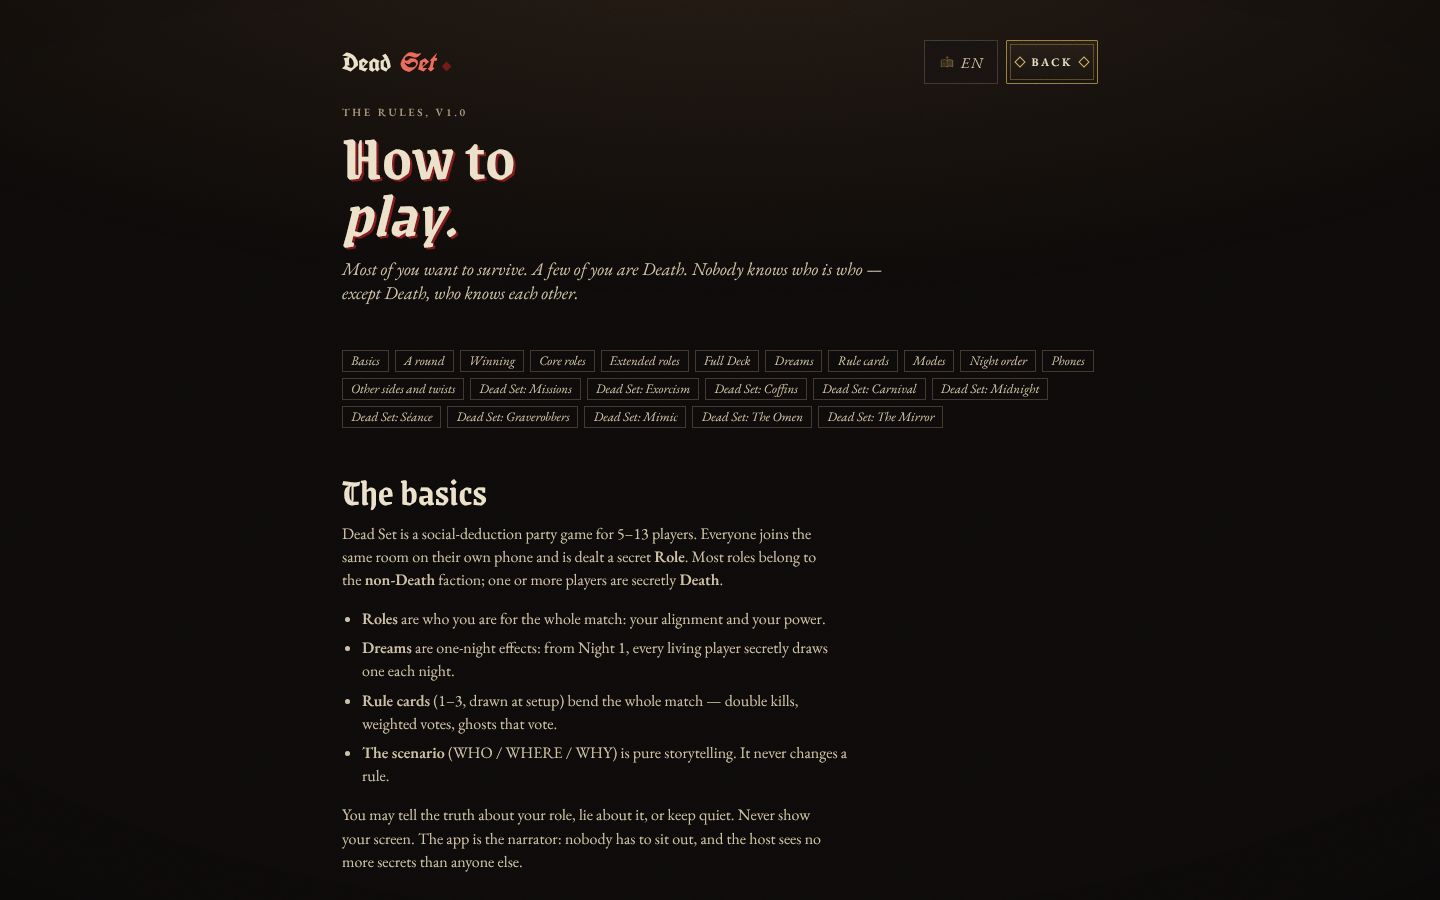 Dead Set
EN
BACK
THE RULES, V1.0
How to
play.
Most of you want to survive. A few of you are Death. Nobody knows who is who —
except Death, who knows each other.
Basics
A round
Winning
Core roles
Extended roles
Full Deck
Dreams
Rule cards
Modes
Night order
Phones
Other sides and twists
Dead Set: Missions
Dead Set: Exorcism
Dead Set: Coffins
Dead Set: Carnival
Dead Set: Midnight
Dead Set: Séance
Dead Set: Graverobbers
Dead Set: Mimic
Dead Set: The Omen
Dead Set: The Mirror
The basics
Dead Set is a social-deduction party game for 5–13 players. Everyone joins the
same room on their own phone and is dealt a secret Role. Most roles belong to
the non-Death faction; one or more players are secretly Death.
• Roles are who you are for the whole match: your alignment and your power.
• Dreams are one-night effects: from Night 1, every living player secretly draws
one each night.
• Rule cards (1–3, drawn at setup) bend the whole match — double kills,
weighted votes, ghosts that vote.
• The scenario (WHO / WHERE / WHY) is pure storytelling. It never changes a
rule.
You may tell the truth about your role, lie about it, or keep quiet. Never show
your screen. The app is the narrator: nobody has to sit out, and the host sees no
more secrets than anyone else.